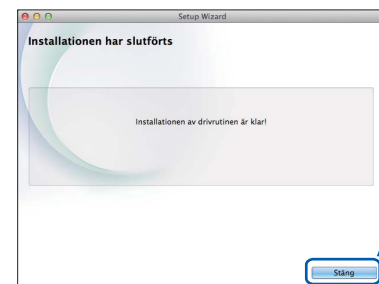 Setup Wizard
Installationen har slutförts
Installationen av drivrutinen är klar!
Stäng